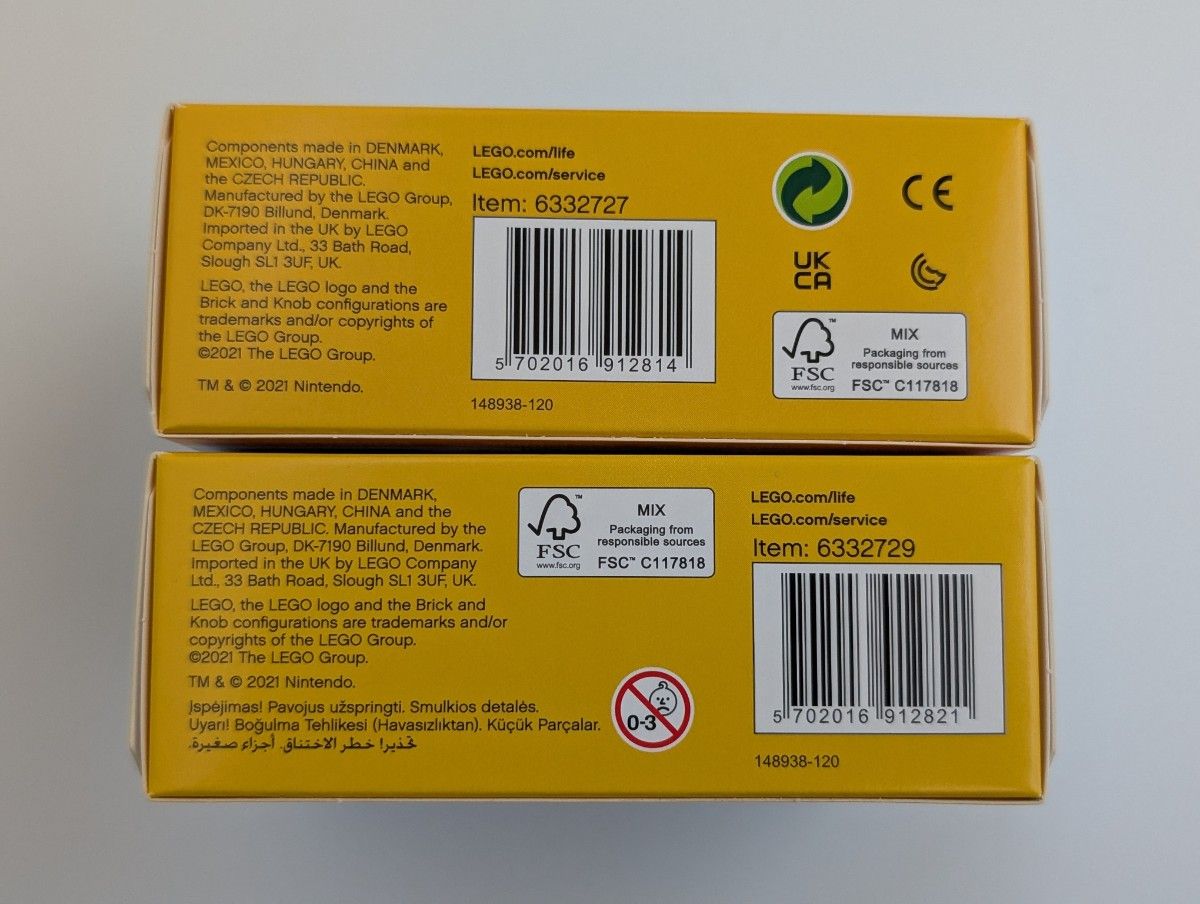 Components made in DENMARK,
MEXICO, HUNGARY, CHINA and
the CZECH REPUBLIC.
Manufactured by the LEGO Group,
DK-7190 Billund, Denmark.
Imported in the UK by LEGO
Company Ltd., 33 Bath Road,
Slough SL1 3UF, UK.
LEGO, the LEGO logo and the
Brick and Knob configurations are
trademarks and/or copyrights of
the LEGO Group.
©2021 The LEGO Group.
TM & © 2021 Nintendo.
LEGO.com/life
LEGO.com/service
Item: 6332727
5 702016 912814
148938-120
CE
UK
CA
FSC™
www.fsc.org
MIX
Packaging from
responsible sources
FSC™ C117818
Components made in DENMARK,
MEXICO, HUNGARY, CHINA and the
CZECH REPUBLIC. Manufactured by the
LEGO Group, DK-7190 Billund, Denmark.
Imported in the UK by LEGO Company
Ltd., 33 Bath Road, Slough SL1 3UF, UK.
LEGO, the LEGO logo and the Brick and
Knob configurations are trademarks and/or
copyrights of the LEGO Group.
©2021 The LEGO Group.
TM & © 2021 Nintendo.
Įspėjimas! Pavojus užspringti. Smulkios detalės.
Uyarı! Boğulma Tehlikesi (Havasızlıktan). Küçük Parçalar.
تحذير! خطر الاختناق. أجزاء صغيرة.
FSC™
www.fsc.org
MIX
Packaging from
responsible sources
FSC™ C117818
0-3
LEGO.com/life
LEGO.com/service
Item: 6332729
5 702016 912821
148938-120